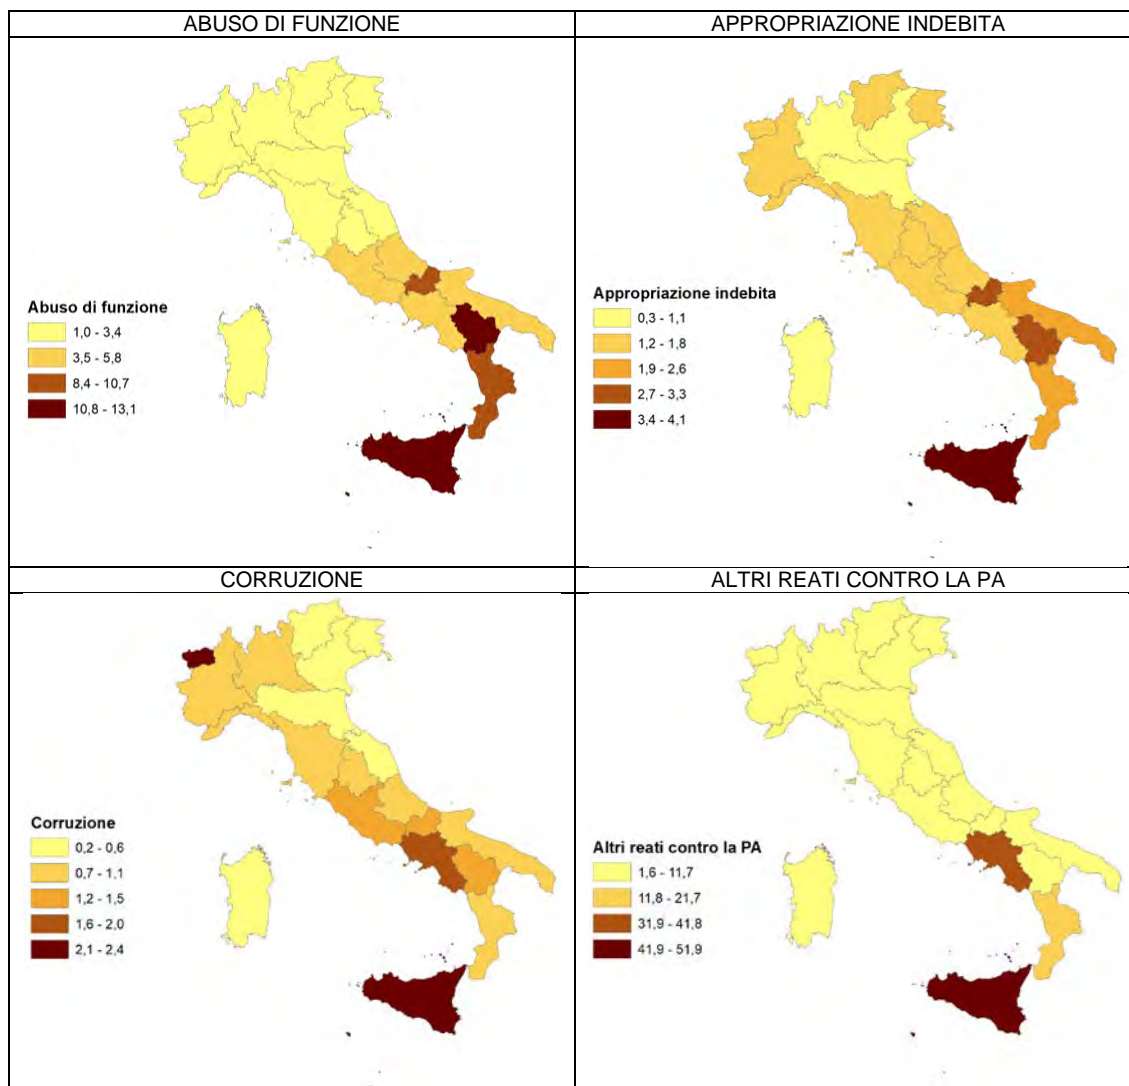 ABUSO DI FUNZIONE
APPROPRIAZIONE INDEBITA
Abuso di funzione
1,0 - 3,4
3,5 - 5,8
8,4 - 10,7
10,8 - 13,1
Appropriazione indebita
0,3 - 1,1
1,2 - 1,8
1,9 - 2,6
2,7 - 3,3
3,4 - 4,1
CORRUZIONE
ALTRI REATI CONTRO LA PA
Corruzione
0,2 - 0,6
0,7 - 1,1
1,2 - 1,5
1,6 - 2,0
2,1 - 2,4
Altri reati contro la PA
1,6 - 11,7
11,8 - 21,7
31,9 - 41,8
41,9 - 51,9